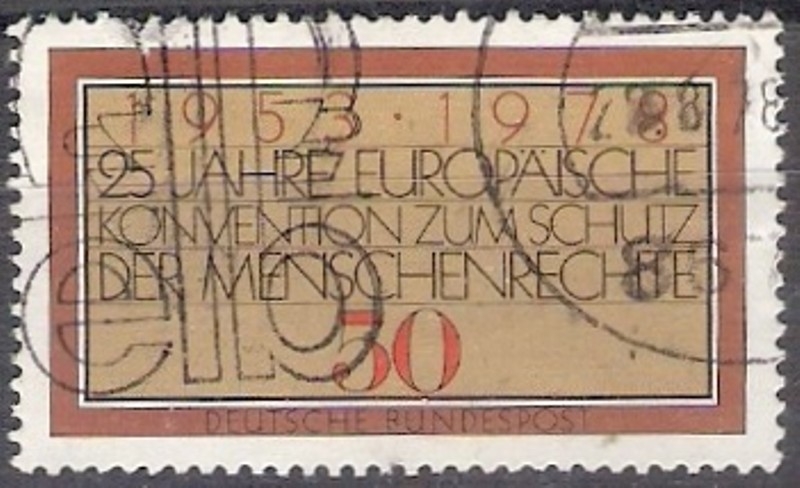 1953·1978
25 JAHRE EUROPÄISCHE
KONVENTION ZUM SCHUTZ
DER MENSCHENRECHTE
50
DEUTSCHE BUNDESPOST